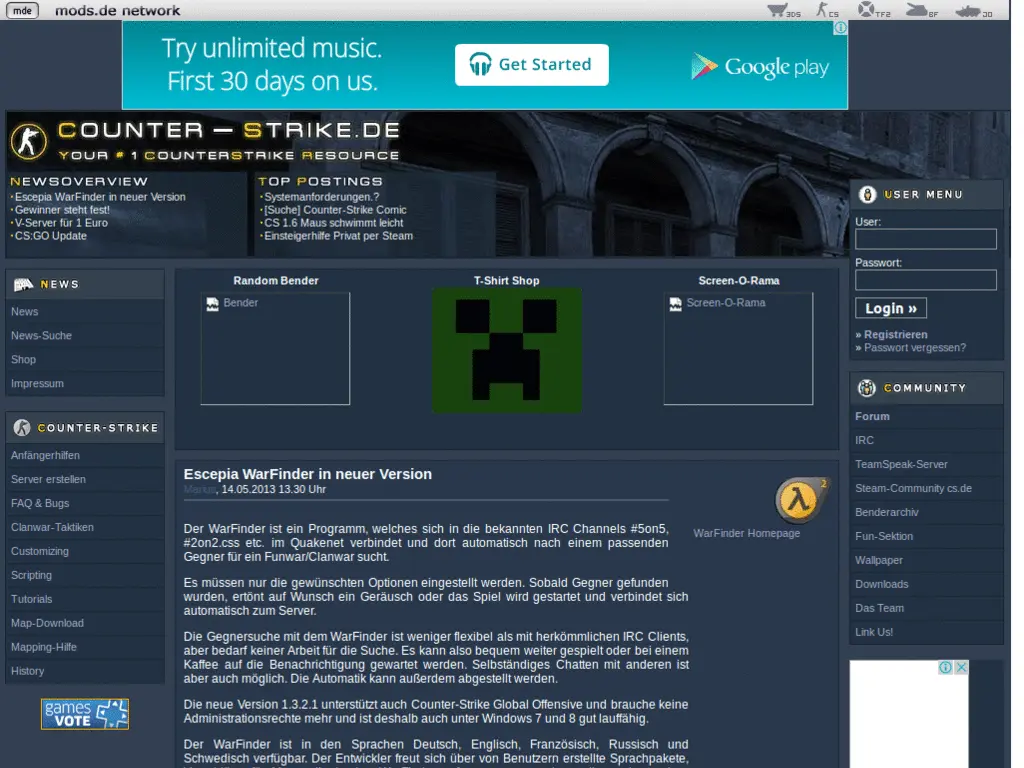 mde mods.de network 3DS CS TF2 BF JO
Try unlimited music.
First 30 days on us.
Get Started
Google play
COUNTER – STRIKE.DE
YOUR # 1 COUNTERSTRIKE RESOURCE
NEWSOVERVIEW
·Escepia WarFinder in neuer Version
·Gewinner steht fest!
·V-Server für 1 Euro
·CS:GO Update
TOP POSTINGS
·Systemanforderungen.?
·[Suche] Counter-Strike Comic
·CS 1.6 Maus schwimmt leicht
·Einsteigerhilfe Privat per Steam
USER MENU
User:
Passwort:
Login »
» Registrieren
» Passwort vergessen?
NEWS
News
News-Suche
Shop
Impressum
COUNTER-STRIKE
Anfängerhilfen
Server erstellen
FAQ & Bugs
Clanwar-Taktiken
Customizing
Scripting
Tutorials
Map-Download
Mapping-Hilfe
History
games
VOTE
Random Bender
Bender
T-Shirt Shop
Screen-O-Rama
Screen-O-Rama
Escepia WarFinder in neuer Version
Merkur, 14.05.2013 13.30 Uhr
Der WarFinder ist ein Programm, welches sich in die bekannten IRC Channels #5on5,
#2on2.css etc. im Quakenet verbindet und dort automatisch nach einem passenden
Gegner für ein Funwar/Clanwar sucht.
Es müssen nur die gewünschten Optionen eingestellt werden. Sobald Gegner gefunden
wurden, ertönt auf Wunsch ein Geräusch oder das Spiel wird gestartet und verbindet sich
automatisch zum Server.
Die Gegnersuche mit dem WarFinder ist weniger flexibel als mit herkömmlichen IRC Clients,
aber bedarf keiner Arbeit für die Suche. Es kann also bequem weiter gespielt oder bei einem
Kaffee auf die Benachrichtigung gewartet werden. Selbständiges Chatten mit anderen ist
aber auch möglich. Die Automatik kann außerdem abgestellt werden.
Die neue Version 1.3.2.1 unterstützt auch Counter-Strike Global Offensive und brauche keine
Administrationsrechte mehr und ist deshalb auch unter Windows 7 und 8 gut lauffähig.
Der WarFinder ist in den Sprachen Deutsch, Englisch, Französisch, Russisch und
Schwedisch verfügbar. Der Entwickler freut sich über von Benutzern erstellte Sprachpakete,
2
WarFinder Homepage
COMMUNITY
Forum
IRC
TeamSpeak-Server
Steam-Community cs.de
Benderarchiv
Fun-Sektion
Wallpaper
Downloads
Das Team
Link Us!